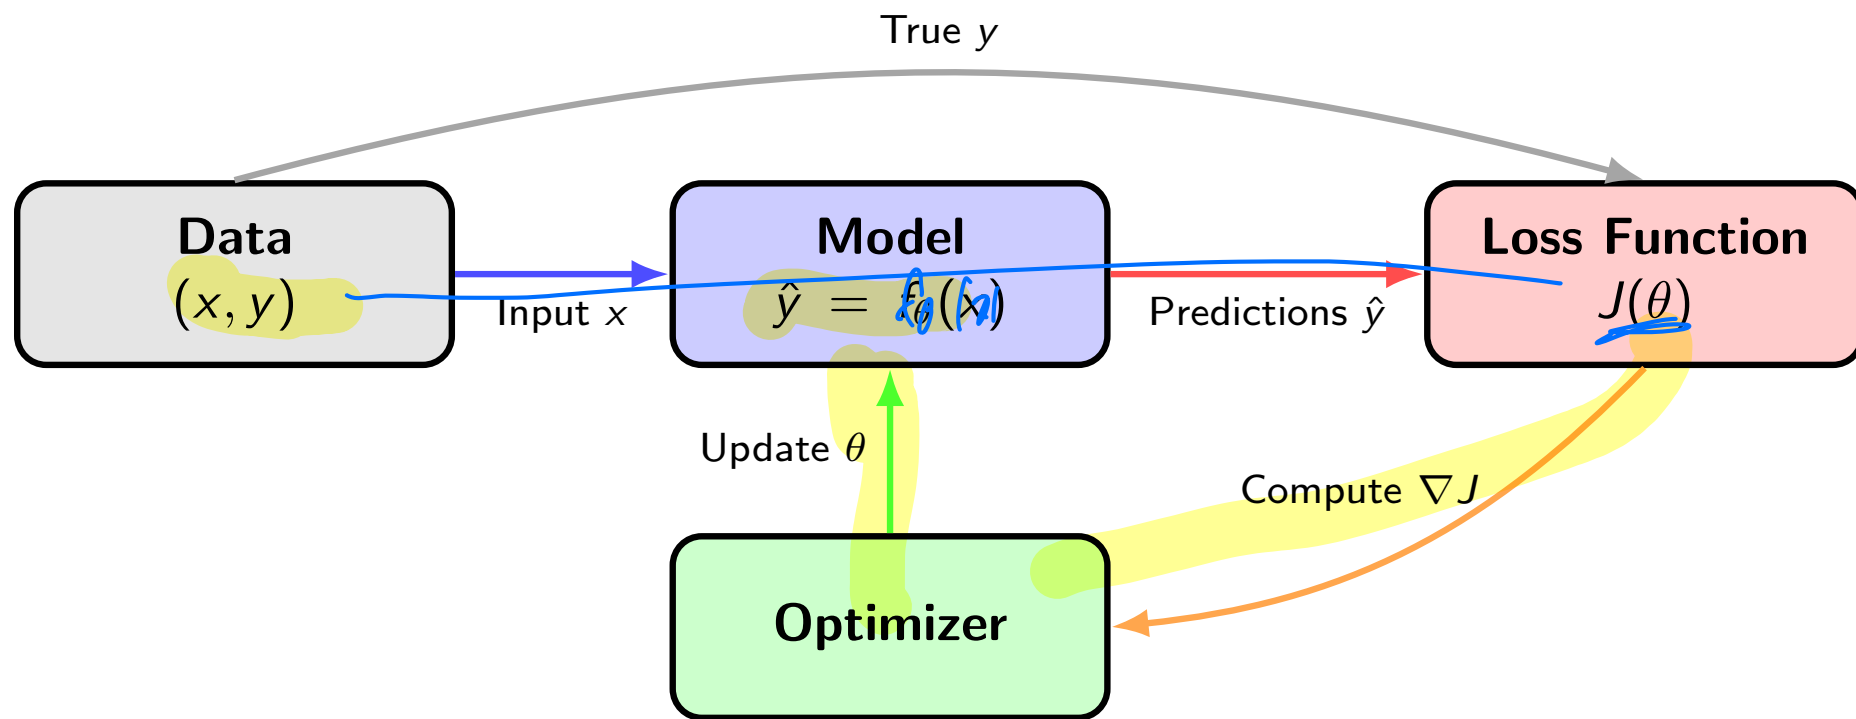 True y
Data
(x, y)
Input x
Model
ŷ = f_θ(x)
Predictions ŷ
Loss Function
J(θ)
Update θ
Compute ∇J
Optimizer